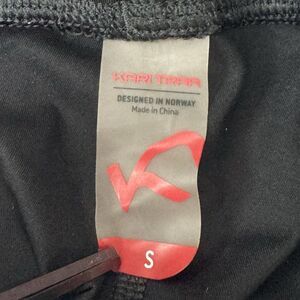 KARI TRAA
DESIGNED IN NORWAY
Made in China
S